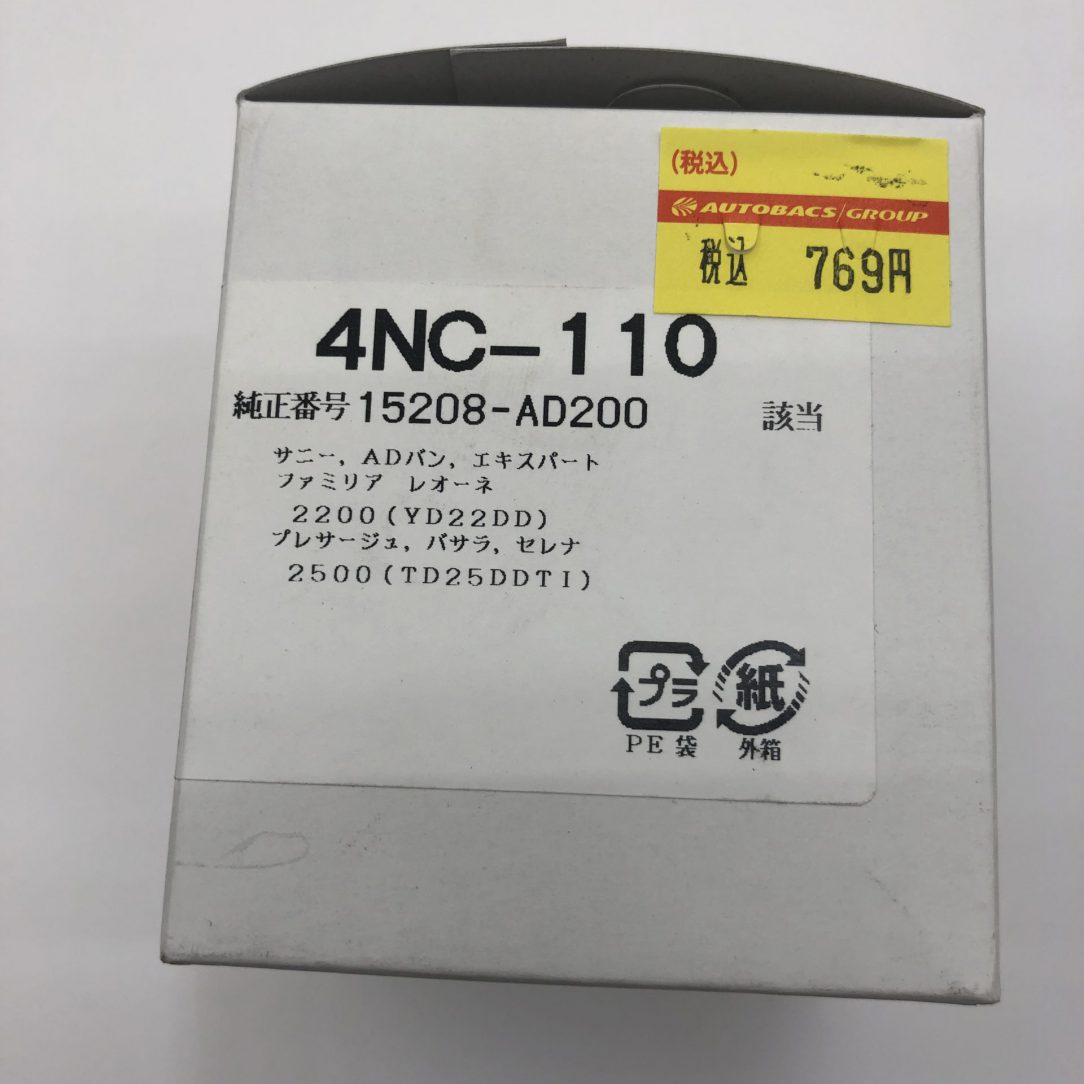 (税込)
AUTOBACS/GROUP
税込 769円
4NC-110
純正番号 15208-AD200 該当
サニー，ADバン，エキスパート
ファミリア レオーネ
2200(YD22DD)
プレサージュ，バサラ，セレナ
2500(TD25DDTI)
プラ 紙
PE袋 外箱